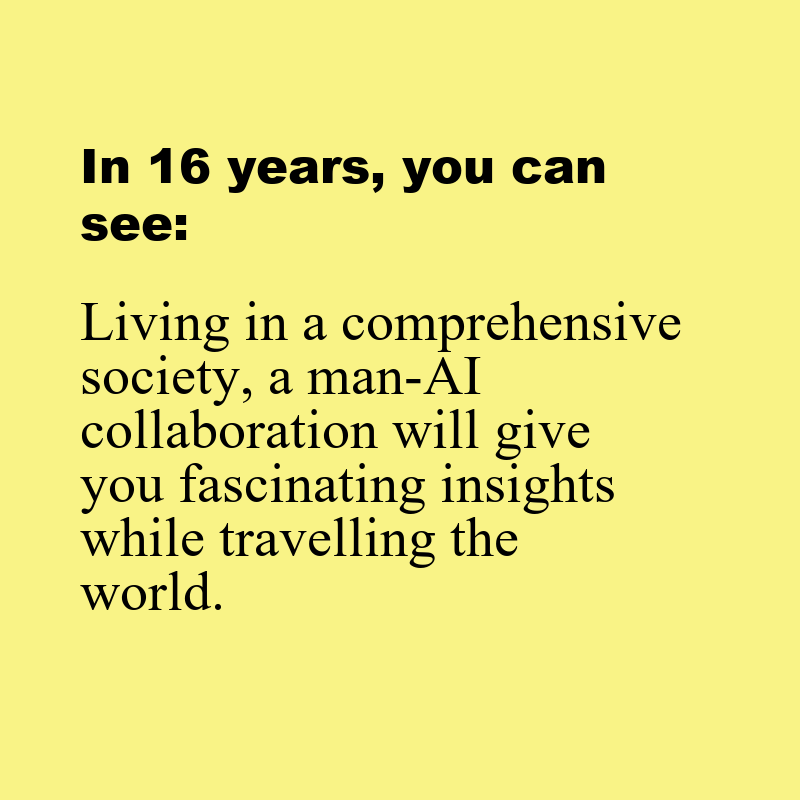 In 16 years, you can
see:
Living in a comprehensive
society, a man-AI
collaboration will give
you fascinating insights
while travelling the
world.